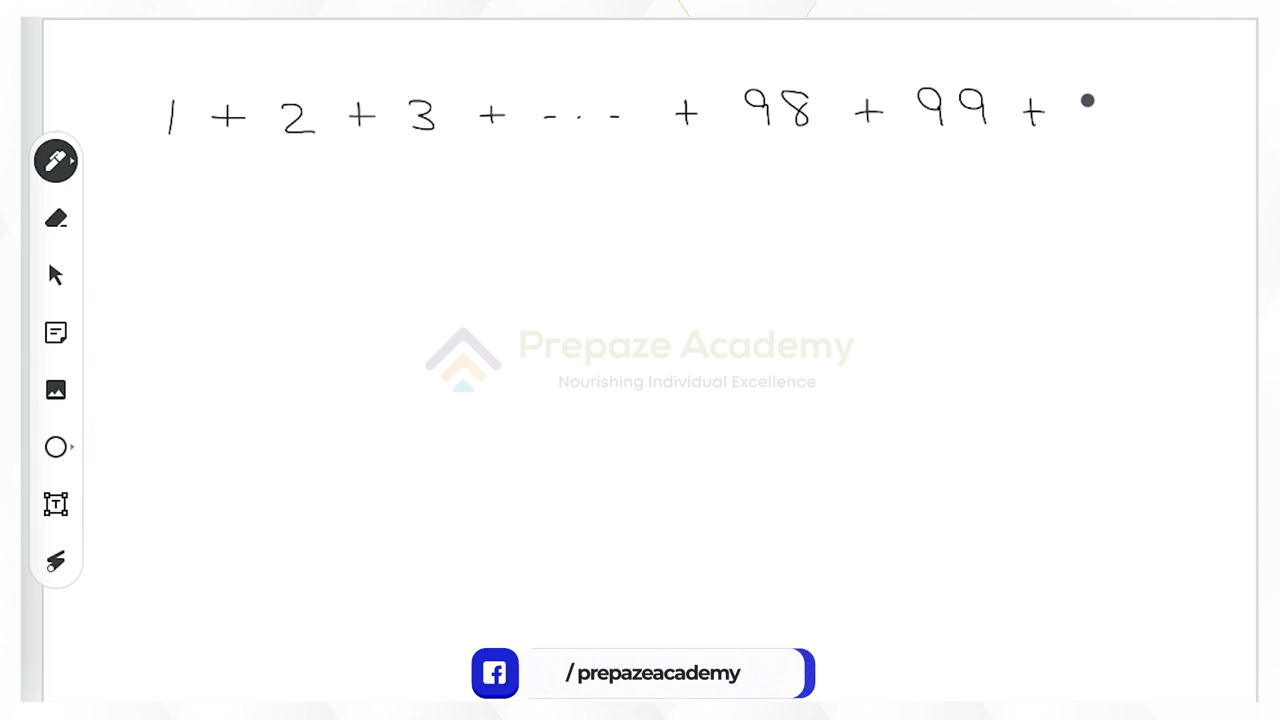 1 + 2 + 3 + --- + 98 + 99 +
Prepaze Academy
Nourishing Individual Excellence
/prepazeacademy